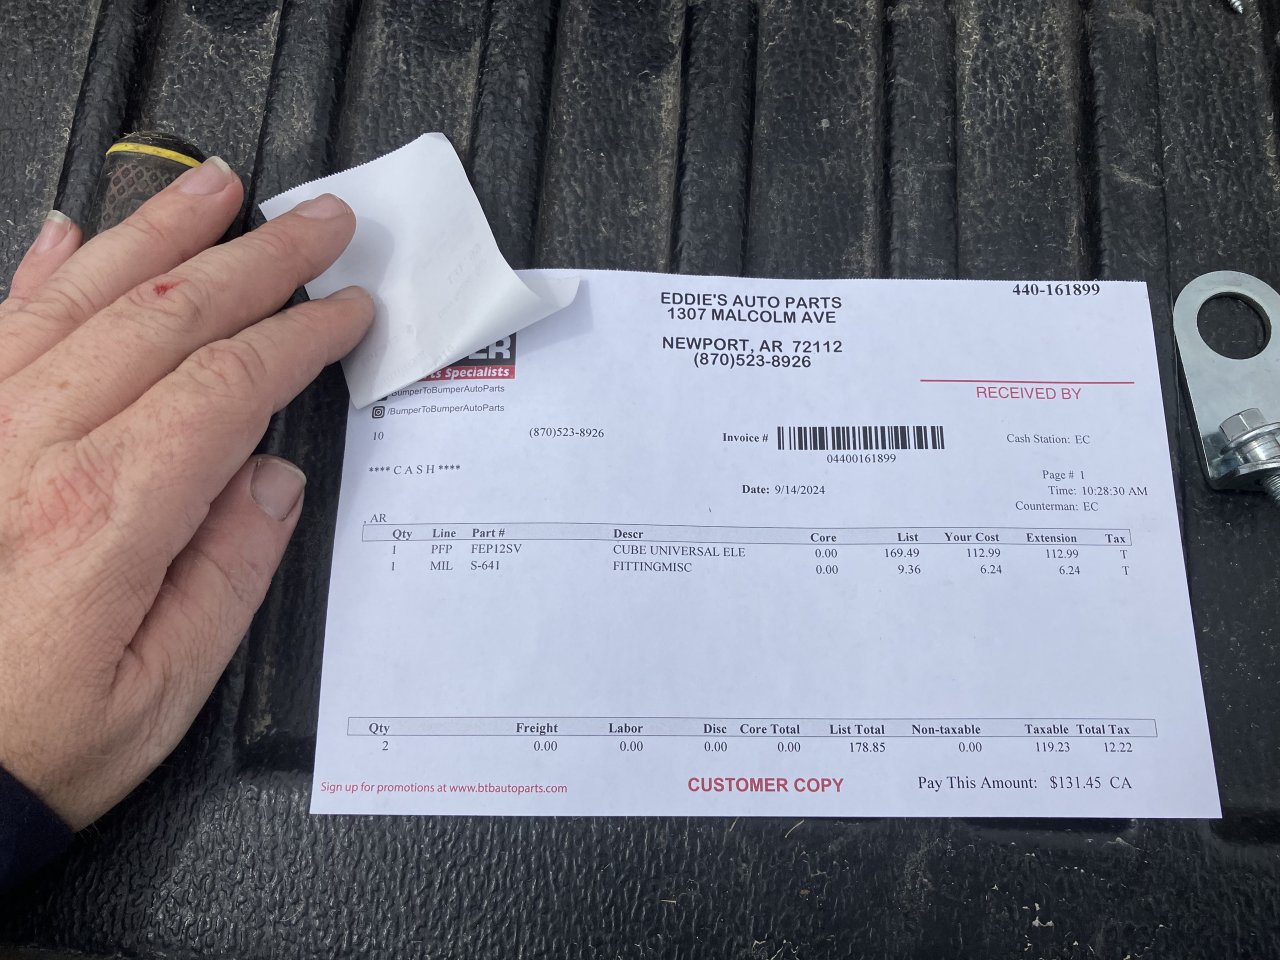 EDDIE'S AUTO PARTS
1307 MALCOLM AVE
NEWPORT, AR 72112
(870)523-8926
440-161899
RECEIVED BY
ER
ts Specialists
/BumperToBumperAutoParts
/BumperToBumperAutoParts
10 (870)523-8926
Invoice #
04400161899
Cash Station: EC
**** C A S H ****
Page # 1
Date: 9/14/2024
Time: 10:28:30 AM
Counterman: EC
, AR
Qty Line Part # Descr Core List Your Cost Extension Tax
1 PFP FEP12SV CUBE UNIVERSAL ELE 0.00 169.49 112.99 112.99 T
1 MIL S-641 FITTINGMISC 0.00 9.36 6.24 6.24 T
Qty Freight Labor Disc Core Total List Total Non-taxable Taxable Total Tax
2 0.00 0.00 0.00 0.00 178.85 0.00 119.23 12.22
Sign up for promotions at www.btbautoparts.com
CUSTOMER COPY
Pay This Amount: $131.45 CA